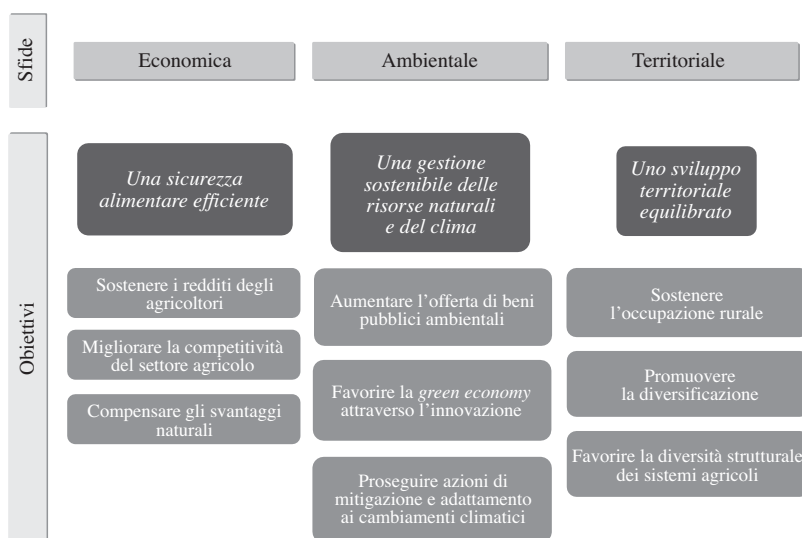 Sfide
Economica
Ambientale
Territoriale
Obiettivi
Una sicurezza
alimentare efficiente
Una gestione
sostenibile delle
risorse naturali
e del clima
Uno sviluppo
territoriale
equilibrato
Sostenere i redditi degli
agricoltori
Migliorare la competitività
del settore agricolo
Compensare gli svantaggi
naturali
Aumentare l’offerta di beni
pubblici ambientali
Favorire la green economy
attraverso l’innovazione
Proseguire azioni di
mitigazione e adattamento
ai cambiamenti climatici
Sostenere
l’occupazione rurale
Promuovere
la diversificazione
Favorire la diversità strutturale
dei sistemi agricoli